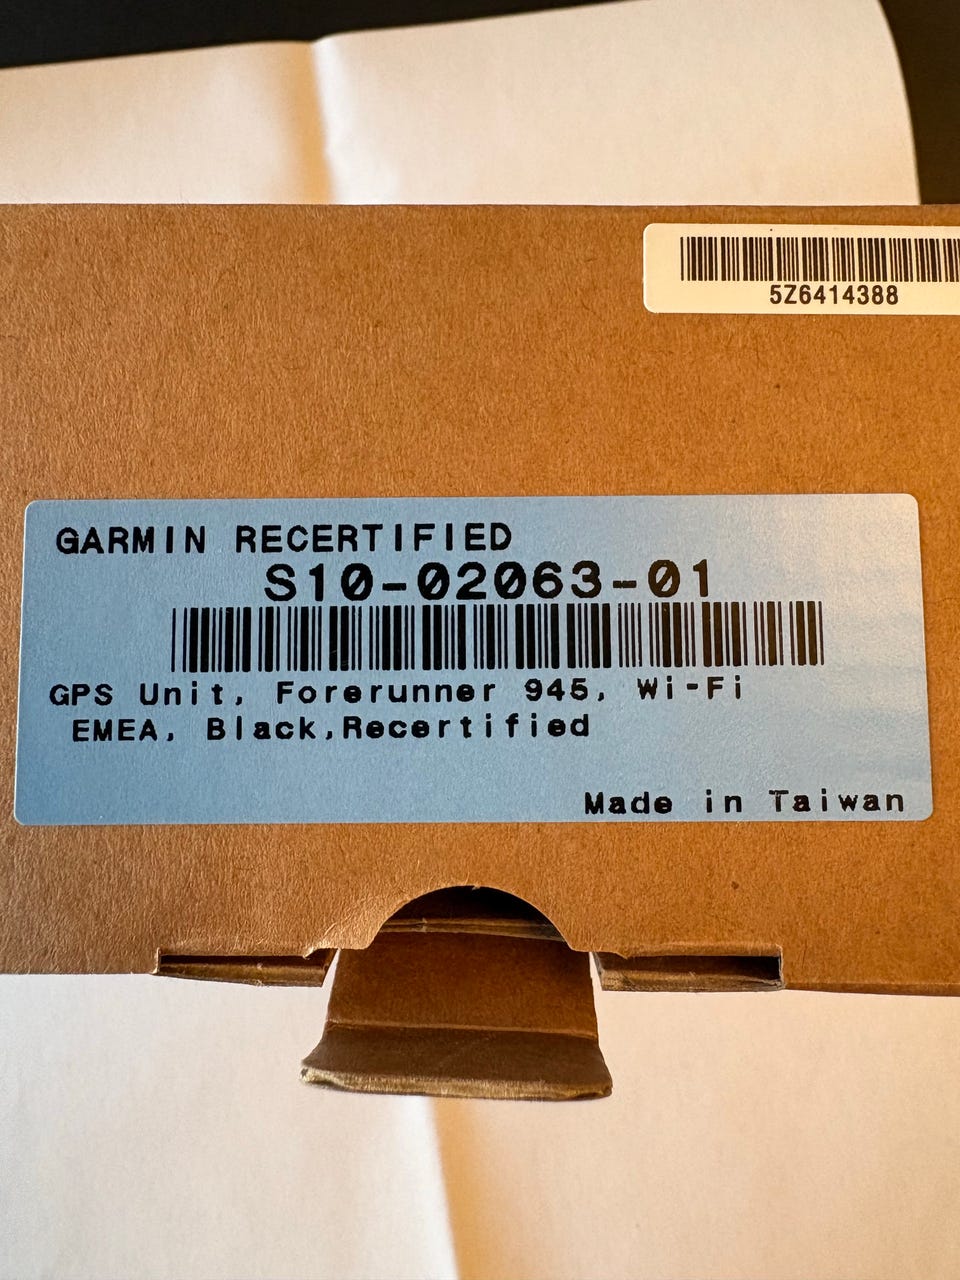 5Z6414388
GARMIN RECERTIFIED
S10-02063-01
GPS Unit, Forerunner 945, Wi-Fi
EMEA, Black,Recertified
Made in Taiwan